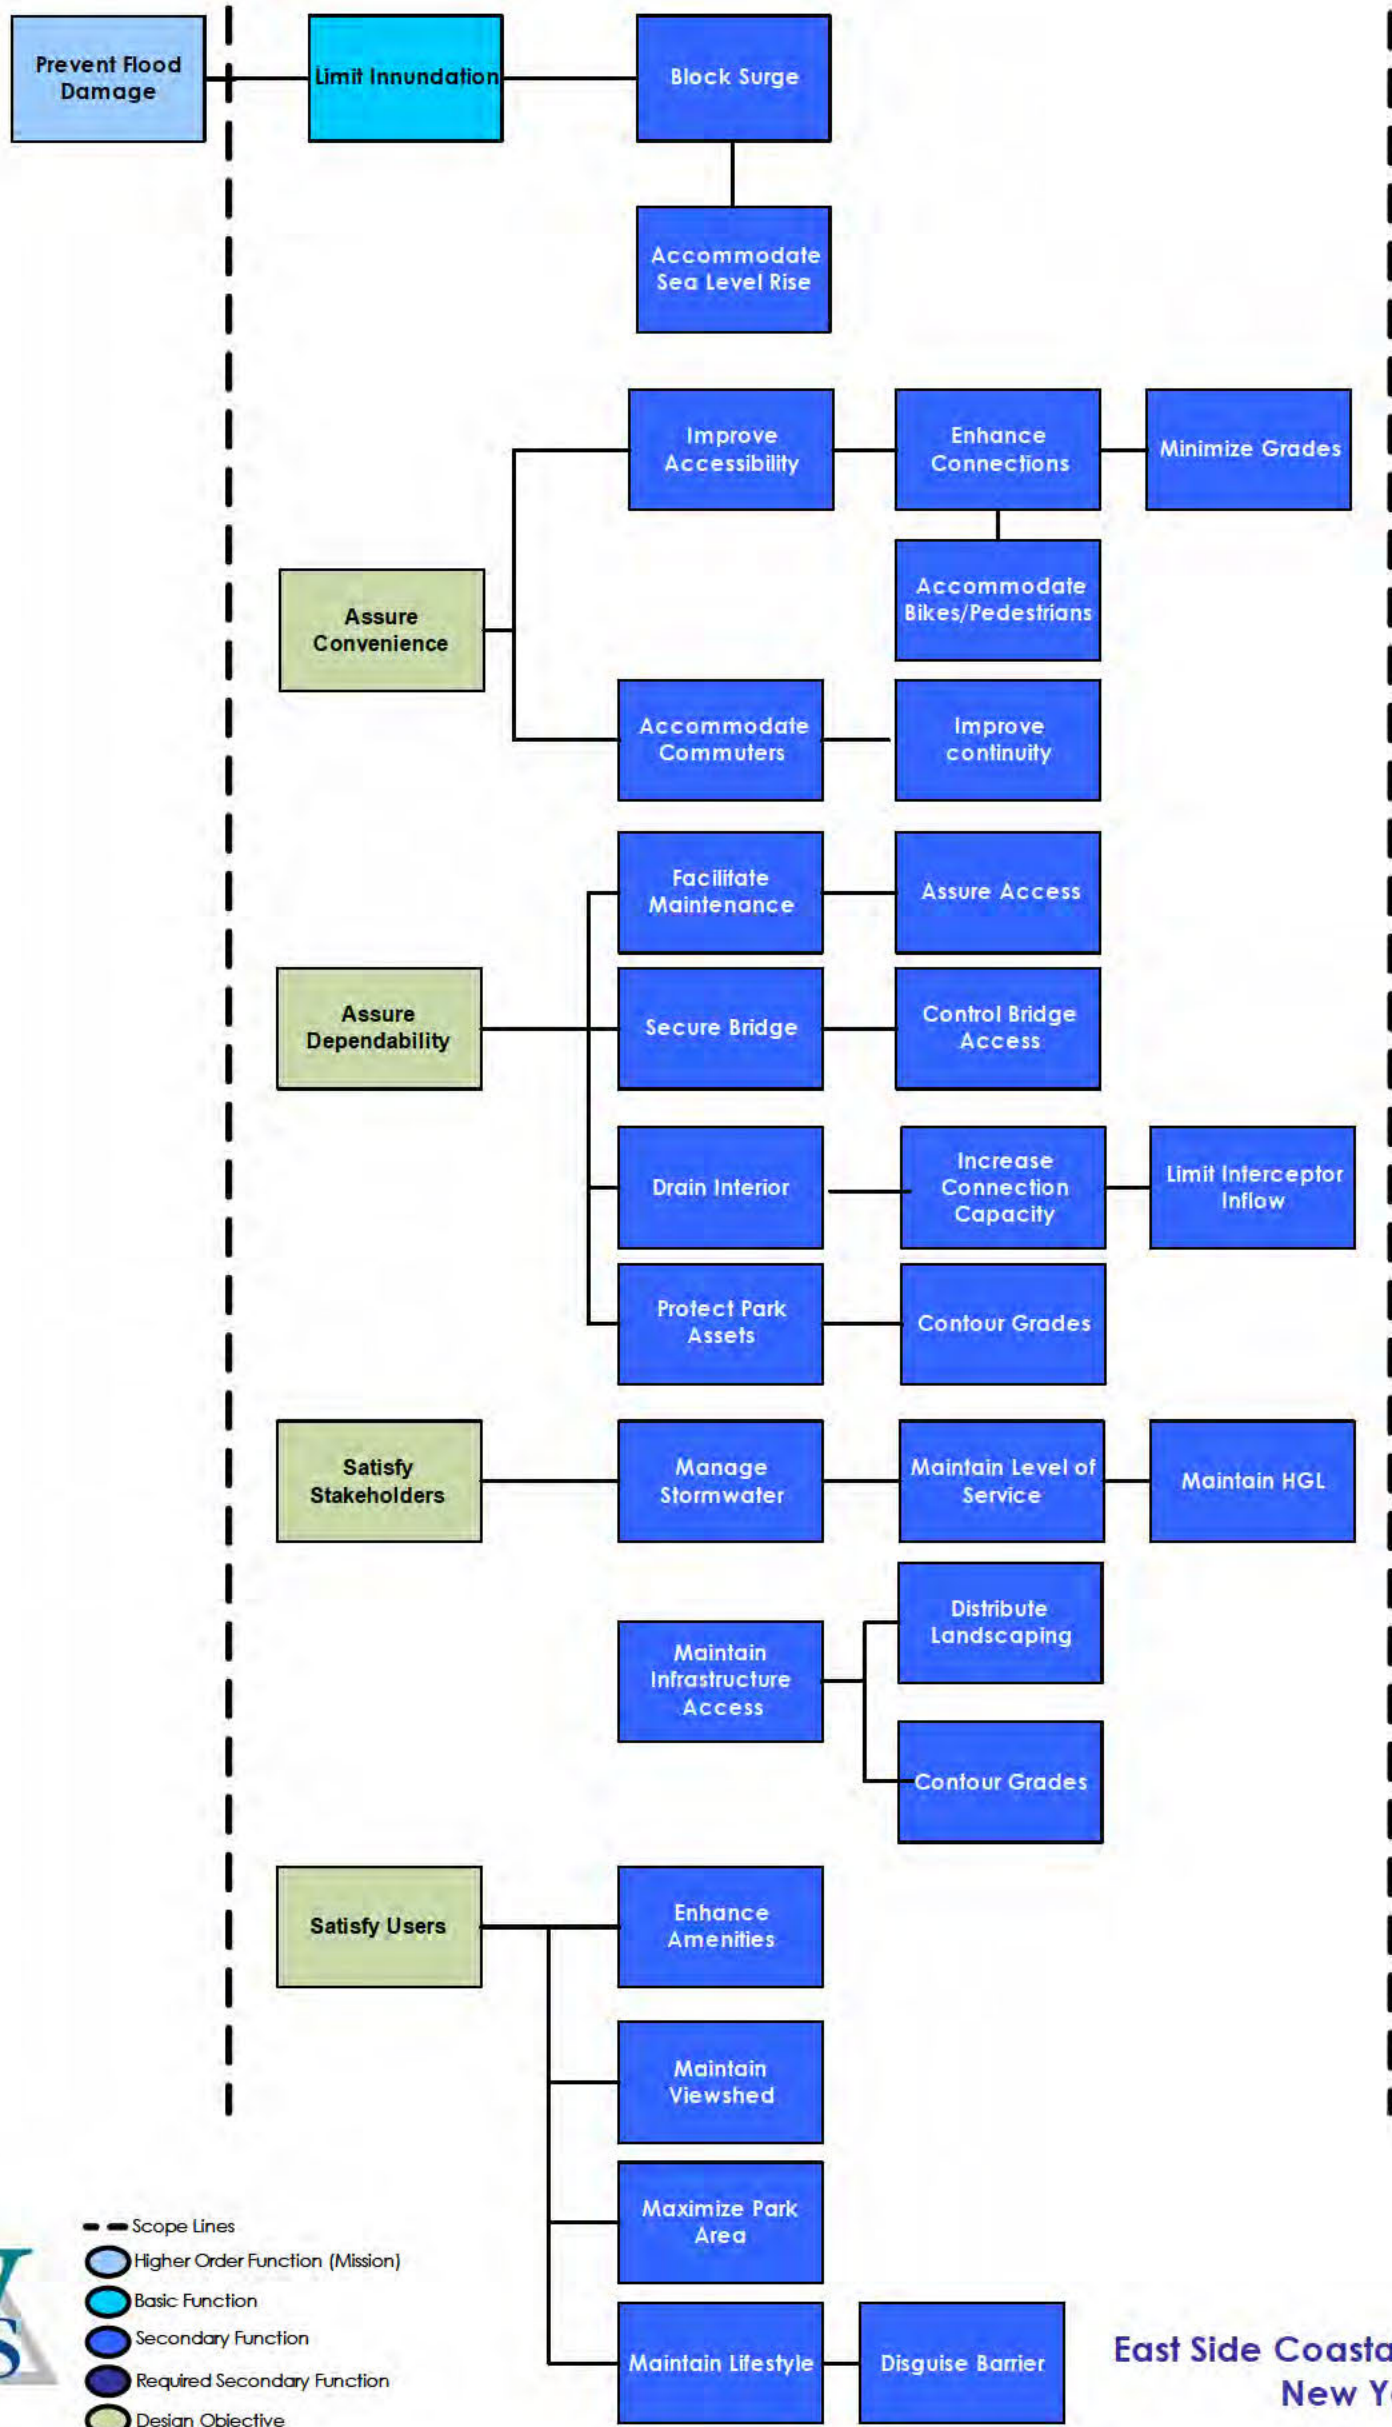 Prevent Flood
Damage
Limit Innundation
Block Surge
Accommodate
Sea Level Rise
Improve
Accessibility
Enhance
Connections
Minimize Grades
Accommodate
Bikes/Pedestrians
Assure
Convenience
Accommodate
Commuters
Improve
continuity
Facilitate
Maintenance
Assure Access
Assure
Dependability
Secure Bridge
Control Bridge
Access
Drain Interior
Increase
Connection
Capacity
Limit Interceptor
Inflow
Protect Park
Assets
Contour Grades
Satisfy
Stakeholders
Manage
Stormwater
Maintain Level of
Service
Maintain HGL
Maintain
Infrastructure
Access
Distribute
Landscaping
Contour Grades
Satisfy Users
Enhance
Amenities
Maintain
Viewshed
Maximize Park
Area
Maintain Lifestyle
Disguise Barrier
Scope Lines
Higher Order Function (Mission)
Basic Function
Secondary Function
Required Secondary Function
Design Objective
East Side Coasta
New Y